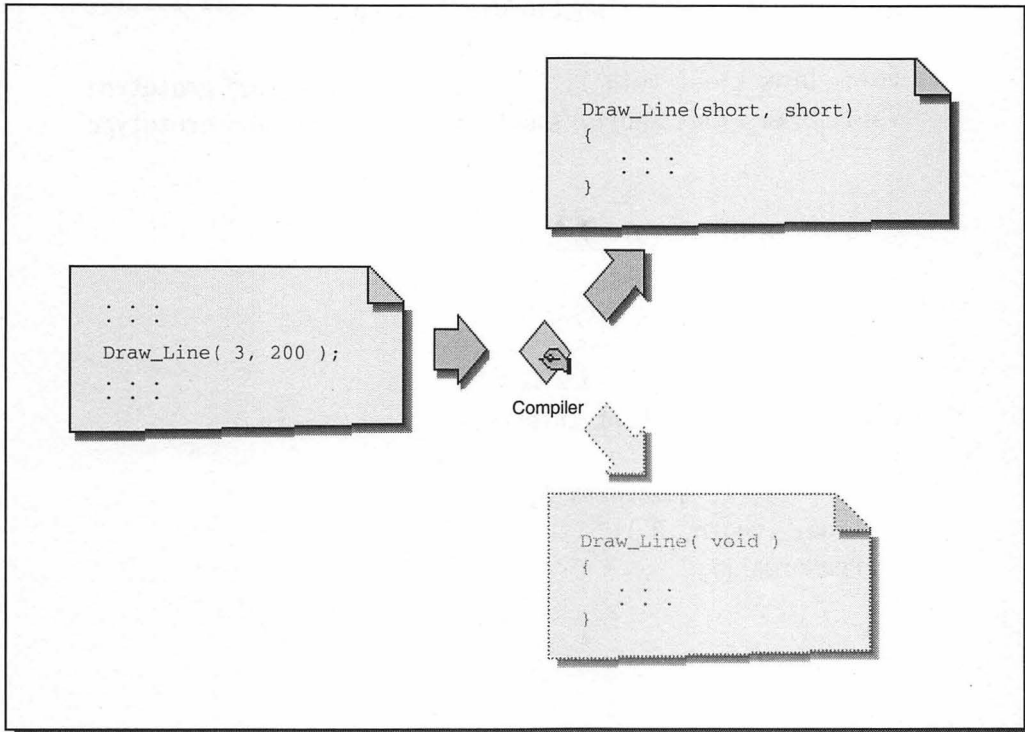 Draw_Line(short, short)
{
. . .
. . .
}
. . .
. . .
Draw_Line( 3, 200 );
. . .
. . .
Compiler
Draw_Line( void )
{
. . .
. . .
}